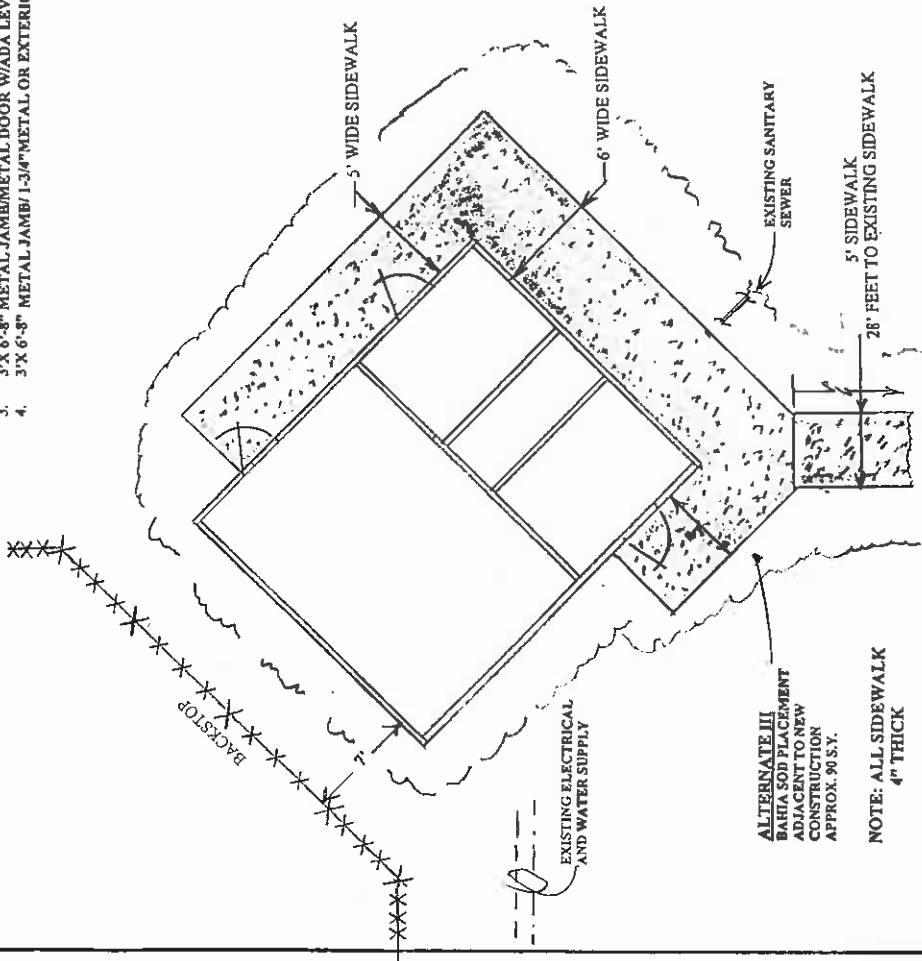 3. 3'X 6'-8" METAL JAMB/METAL DOOR W/ADA LEV
4. 3'X 6'-8" METAL JAMB/ 1-3/4"METAL OR EXTERIO
5' WIDE SIDEWALK
6' WIDE SIDEWALK
BACKSTOP
7'
EXISTING SANITARY
SEWER
5' SIDEWALK
28' FEET TO EXISTING SIDEWALK
EXISTING ELECTRICAL
AND WATER SUPPLY
ALTERNATE III
BAHIA SOD PLACEMENT
ADJACENT TO NEW
CONSTRUCTION
APPROX. 90 S.Y.
NOTE: ALL SIDEWALK
4" THICK